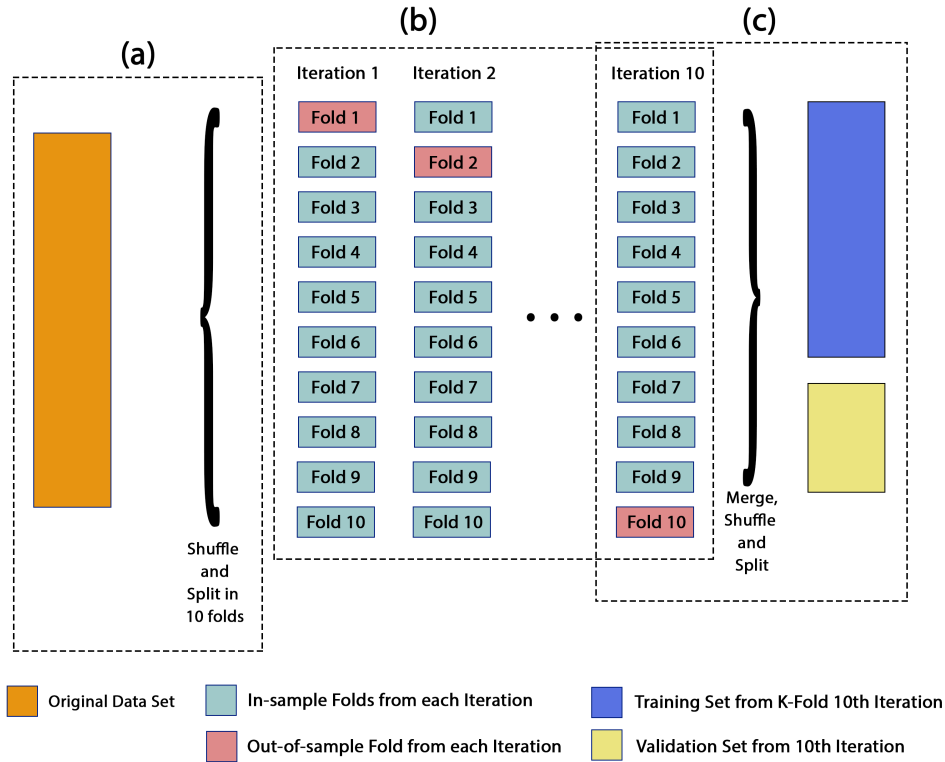 (a)
(b)
(c)
Iteration 1
Iteration 2
Iteration 10
Fold 1
Fold 1
Fold 1
Fold 2
Fold 2
Fold 2
Fold 3
Fold 3
Fold 3
Fold 4
Fold 4
Fold 4
Fold 5
Fold 5
Fold 5
Fold 6
Fold 6
Fold 6
Fold 7
Fold 7
Fold 7
Fold 8
Fold 8
Fold 8
Fold 9
Fold 9
Fold 9
Fold 10
Fold 10
Fold 10
Shuffle
and
Split in
10 folds
Merge,
Shuffle
and
Split
Original Data Set
In-sample Folds from each Iteration
Out-of-sample Fold from each Iteration
Training Set from K-Fold 10th Iteration
Validation Set from 10th Iteration